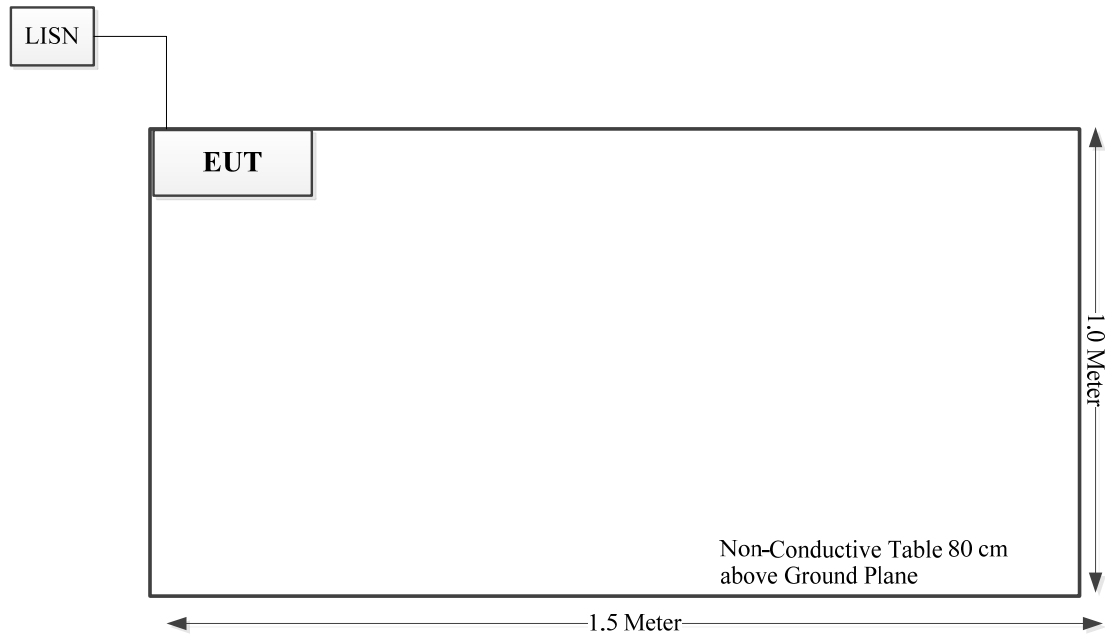 LISN
EUT
1.0 Meter
Non-Conductive Table 80 cm
above Ground Plane
1.5 Meter